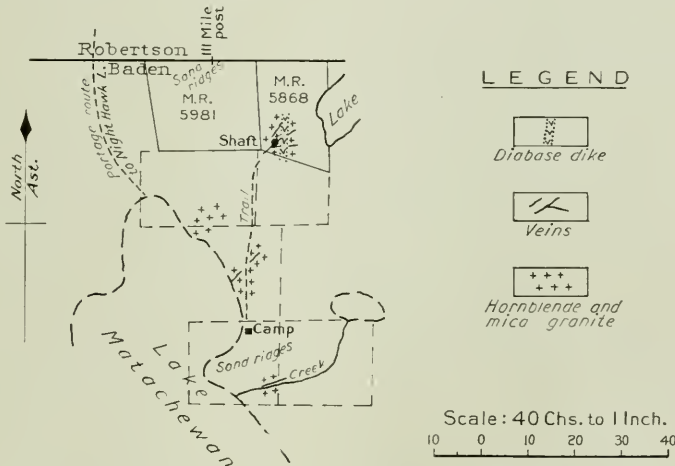 III Mile
post
Robertson
Baden
Sand ridges
M.R.
5981
M.R.
5868
Lake
Shaft
portage route
to Night Hawk L.
North
Ast.
Trail
Camp
Sand ridges
Creek
Lake
Matachewan
LEGEND
Diabase dike
Veins
Hornblende and
mica granite
Scale: 40 Chs. to 1 Inch.
10 0 10 20 30 40